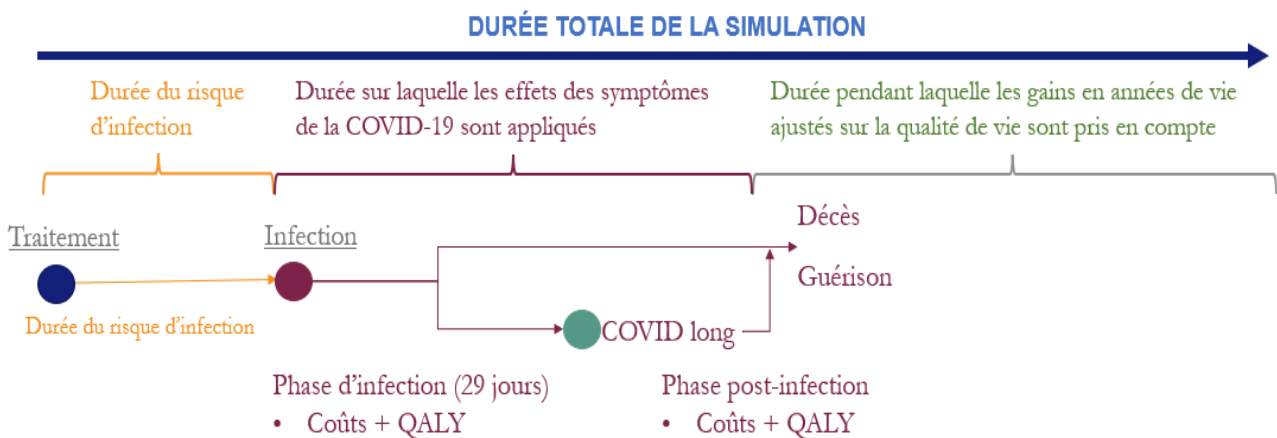 DURÉE TOTALE DE LA SIMULATION
Durée du risque
d’infection
Durée sur laquelle les effets des symptômes
de la COVID-19 sont appliqués
Durée pendant laquelle les gains en années de vie
ajustés sur la qualité de vie sont pris en compte
Traitement
Infection
Décès
Guérison
Durée du risque d’infection
COVID long
Phase d’infection (29 jours)
• Coûts + QALY
Phase post-infection
• Coûts + QALY